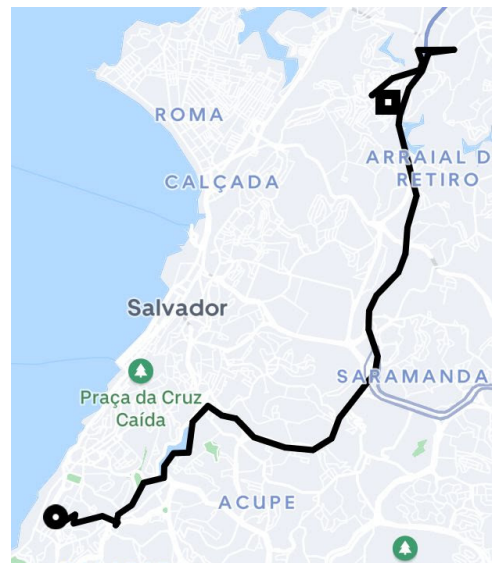 ROMA
ARRAIAL D
RETIRO
CALÇADA
Salvador
SARAMANDA
Praça da Cruz
Caída
ACUPE